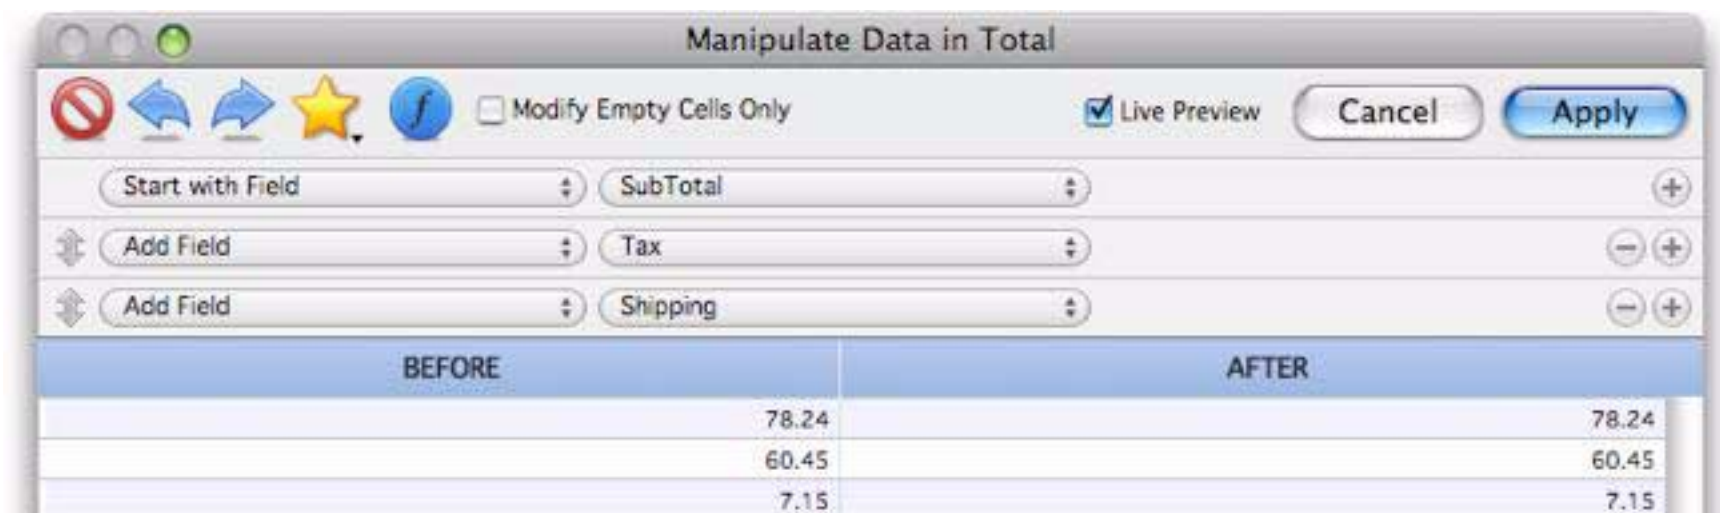 Manipulate Data in Total
f Modify Empty Cells Only Live Preview Cancel Apply
Start with Field SubTotal
Add Field Tax
Add Field Shipping
BEFORE AFTER
78.24 78.24
60.45 60.45
7.15 7.15